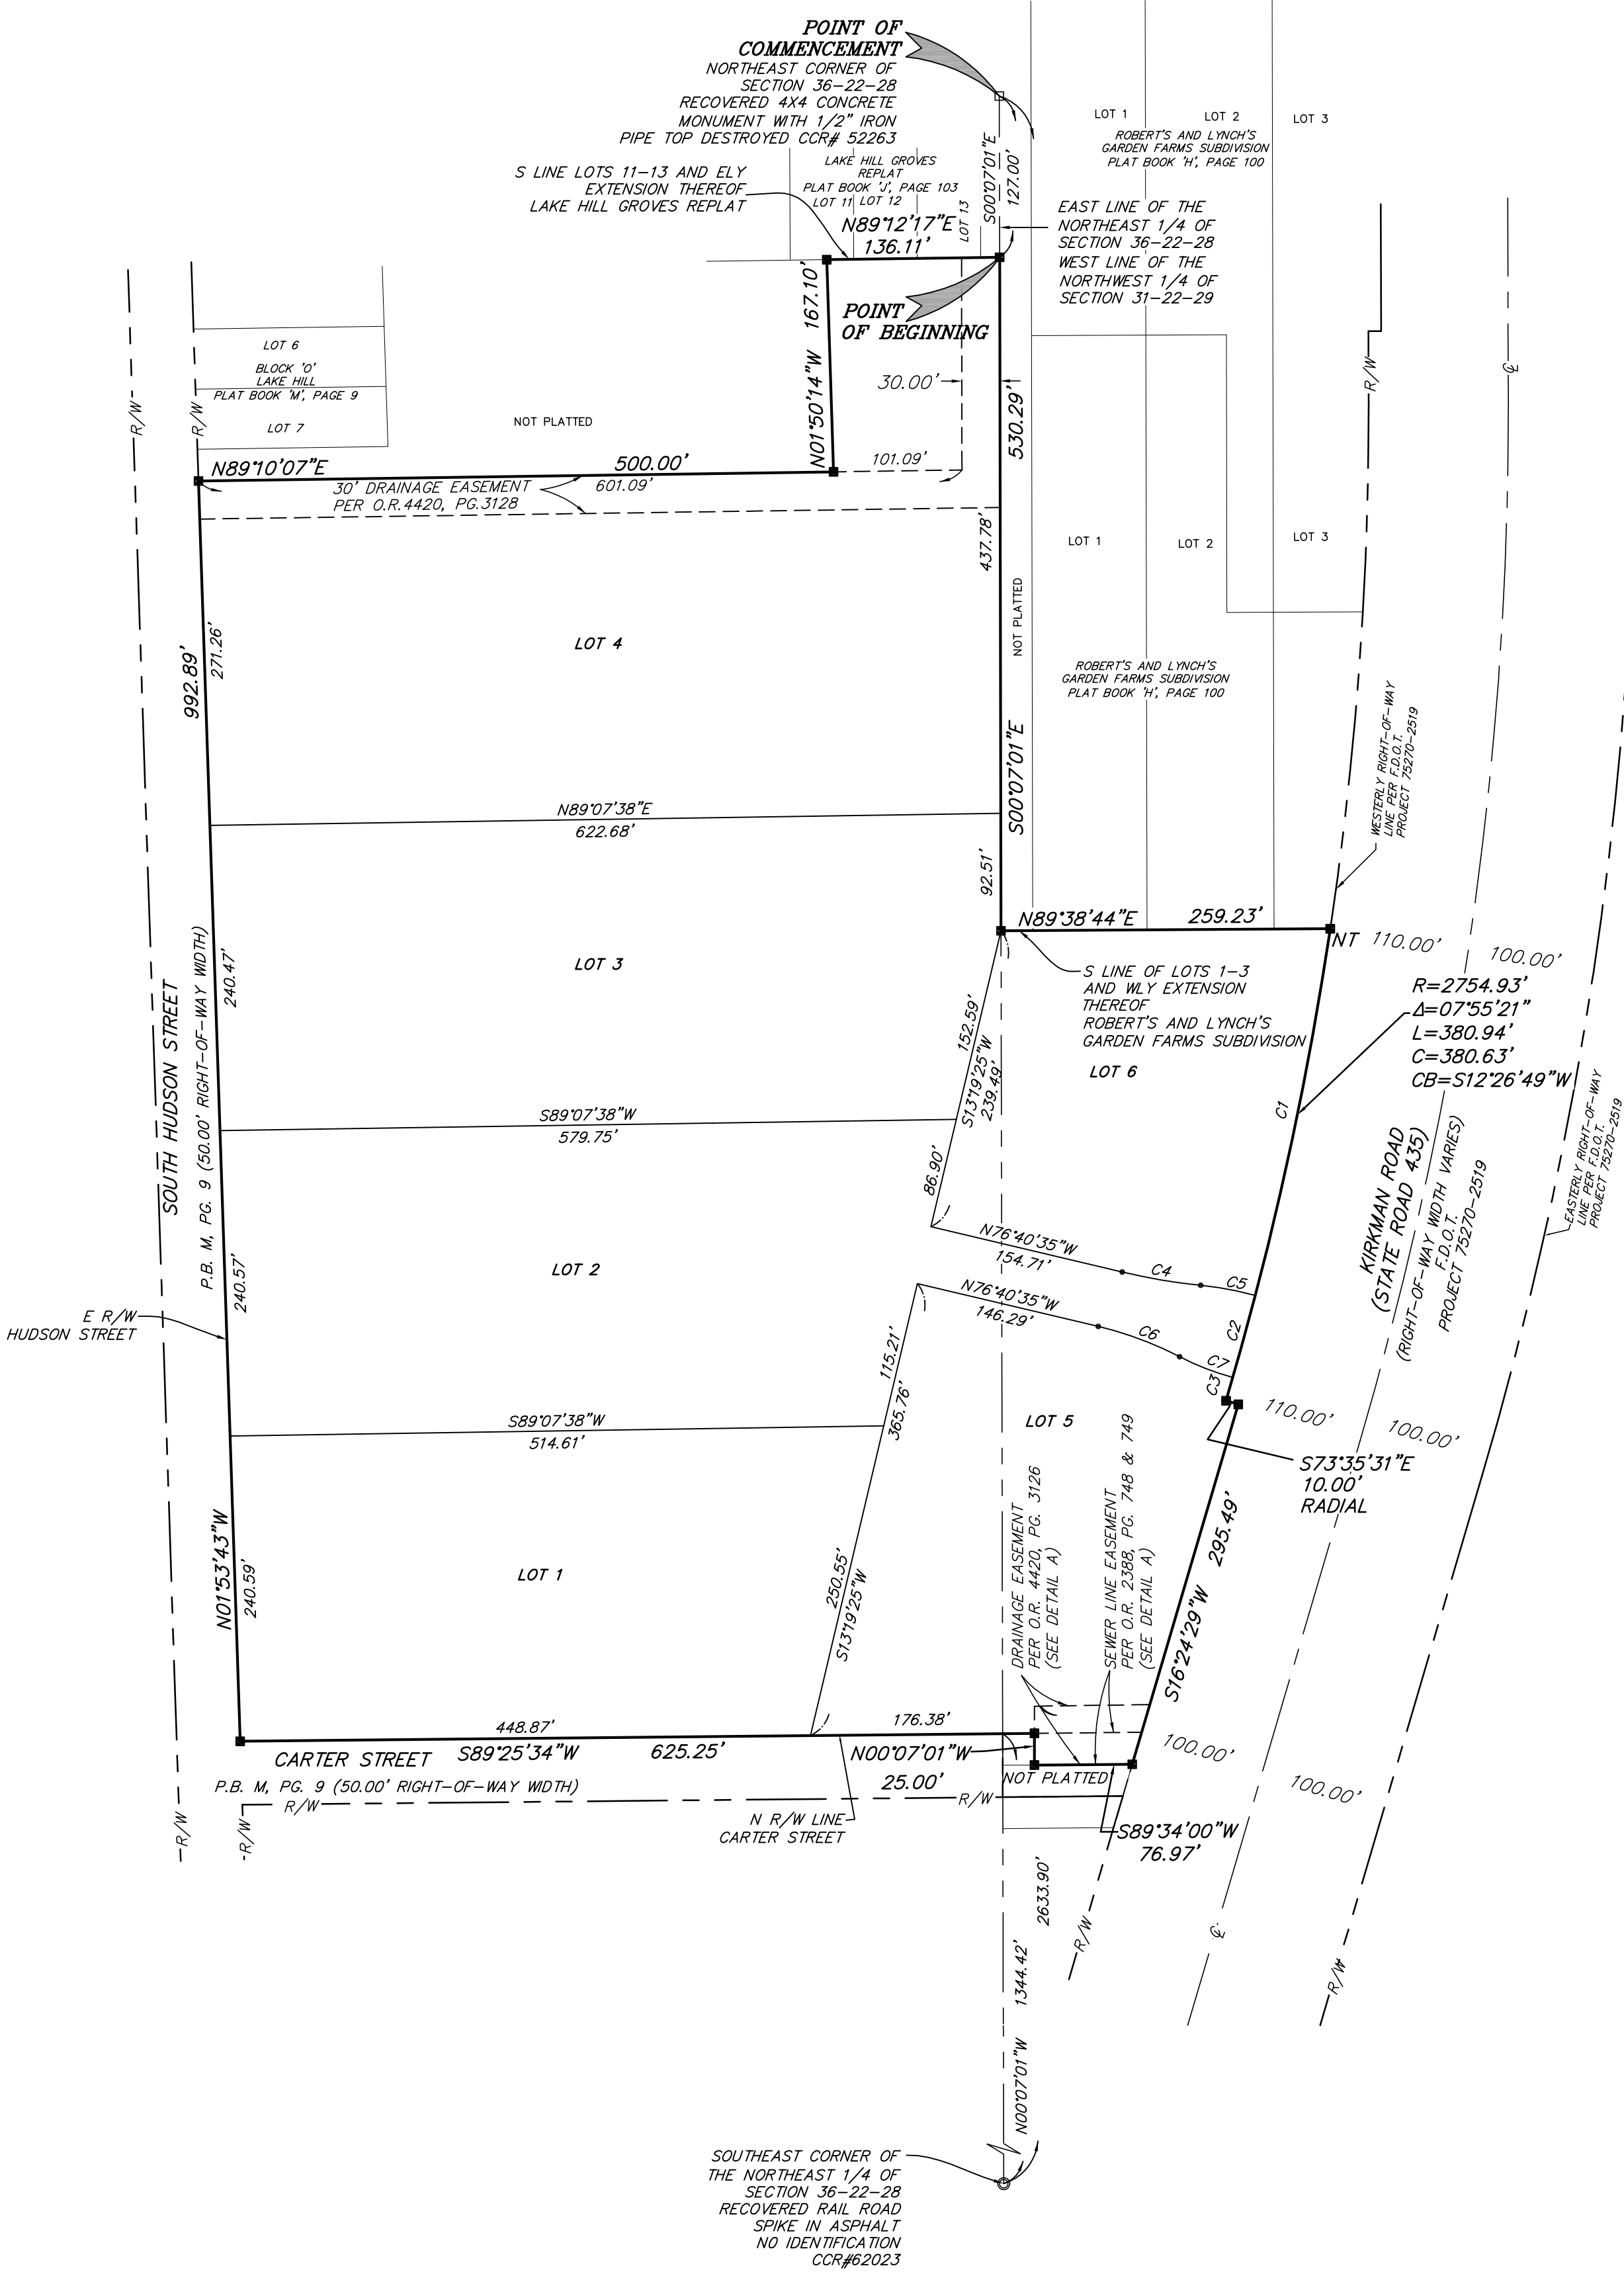 POINT OF
COMMENCEMENT
NORTHEAST CORNER OF
SECTION 36-22-28
RECOVERED 4X4 CONCRETE
MONUMENT WITH 1/2" IRON
PIPE TOP DESTROYED CCR# 52263
S LINE LOTS 11-13 AND ELY
EXTENSION THEREOF
LAKE HILL GROVES REPLAT
LAKE HILL GROVES
REPLAT
PLAT BOOK 'J', PAGE 103
LOT 11 LOT 12
LOT 13
N89°12'17"E
136.11'
S00°07'01"E
127.00'
LOT 1
LOT 2
LOT 3
ROBERT'S AND LYNCH'S
GARDEN FARMS SUBDIVISION
PLAT BOOK 'H', PAGE 100
EAST LINE OF THE
NORTHEAST 1/4 OF
SECTION 36-22-28
WEST LINE OF THE
NORTHWEST 1/4 OF
SECTION 31-22-29
POINT
OF BEGINNING
N01°50'14"W 167.10'
30.00'
530.29'
101.09'
LOT 6
BLOCK 'O'
LAKE HILL
PLAT BOOK 'M', PAGE 9
LOT 7
NOT PLATTED
R/W
R/W
R/W
℄
N89°10'07"E
500.00'
30' DRAINAGE EASEMENT
PER O.R.4420, PG.3128
601.09'
437.78'
NOT PLATTED
LOT 1
LOT 2
LOT 3
ROBERT'S AND LYNCH'S
GARDEN FARMS SUBDIVISION
PLAT BOOK 'H', PAGE 100
992.89'
271.26'
LOT 4
S00°07'01"E
WESTERLY RIGHT-OF-WAY
LINE PER F.D.O.T.
PROJECT 75270-2519
N89°07'38"E
622.68'
92.51'
N89°38'44"E
259.23'
NT
110.00'
100.00'
S LINE OF LOTS 1-3
AND WLY EXTENSION
THEREOF
ROBERT'S AND LYNCH'S
GARDEN FARMS SUBDIVISION
R=2754.93'
Δ=07°55'21"
L=380.94'
C=380.63'
CB=S12°26'49"W
SOUTH HUDSON STREET
P.B. M, PG. 9 (50.00' RIGHT-OF-WAY WIDTH)
240.47'
LOT 3
152.59'
S13°19'25"W
239.49'
LOT 6
C1
S89°07'38"W
579.75'
86.90'
KIRKMAN ROAD
(STATE ROAD 435)
(RIGHT-OF-WAY WIDTH VARIES)
F.D.O.T.
PROJECT 75270-2519
EASTERLY RIGHT-OF-WAY
LINE PER F.D.O.T.
PROJECT 75270-2519
E R/W
HUDSON STREET
240.57'
LOT 2
N76°40'35"W
154.71'
C4
C5
N76°40'35"W
146.29'
C6
C7
C2
C3
115.21'
365.76'
S89°07'38"W
514.61'
LOT 5
110.00'
100.00'
S73°35'31"E
10.00'
RADIAL
N01°53'43"W
240.59'
LOT 1
250.55'
S13°19'25"W
DRAINAGE EASEMENT
PER O.R. 4420, PG. 3126
(SEE DETAIL A)
SEWER LINE EASEMENT
PER O.R. 2388, PG. 748 & 749
(SEE DETAIL A)
S16°24'29"W
295.49'
448.87'
176.38'
CARTER STREET
S89°25'34"W
625.25'
N00°07'01"W
25.00'
P.B. M, PG. 9 (50.00' RIGHT-OF-WAY WIDTH)
NOT PLATTED
100.00'
100.00'
R/W
R/W
R/W
R/W
N R/W LINE
CARTER STREET
S89°34'00"W
76.97'
2633.90'
R/W
℄
R/W
1344.42'
N00°07'01"W
SOUTHEAST CORNER OF
THE NORTHEAST 1/4 OF
SECTION 36-22-28
RECOVERED RAIL ROAD
SPIKE IN ASPHALT
NO IDENTIFICATION
CCR#62023